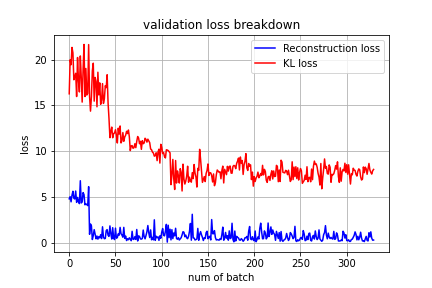 validation loss breakdown
Reconstruction loss
KL loss
loss
20
15
10
5
0
0 50 100 150 200 250 300
num of batch